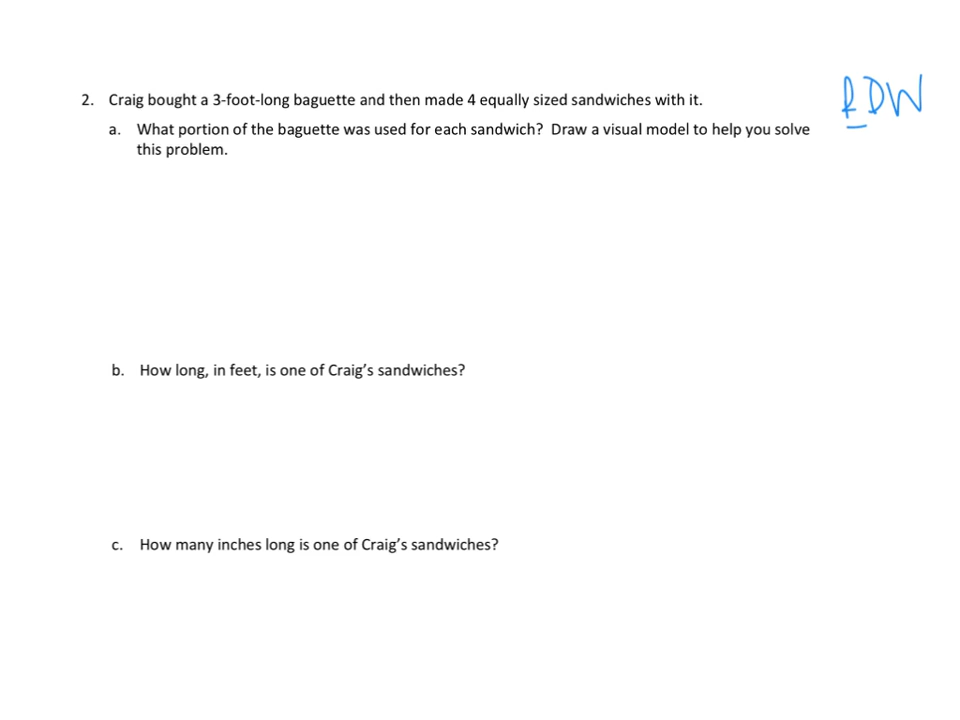 2. Craig bought a 3-foot-long baguette and then made 4 equally sized sandwiches with it.
RDW
a. What portion of the baguette was used for each sandwich? Draw a visual model to help you solve
this problem.
b. How long, in feet, is one of Craig's sandwiches?
c. How many inches long is one of Craig's sandwiches?